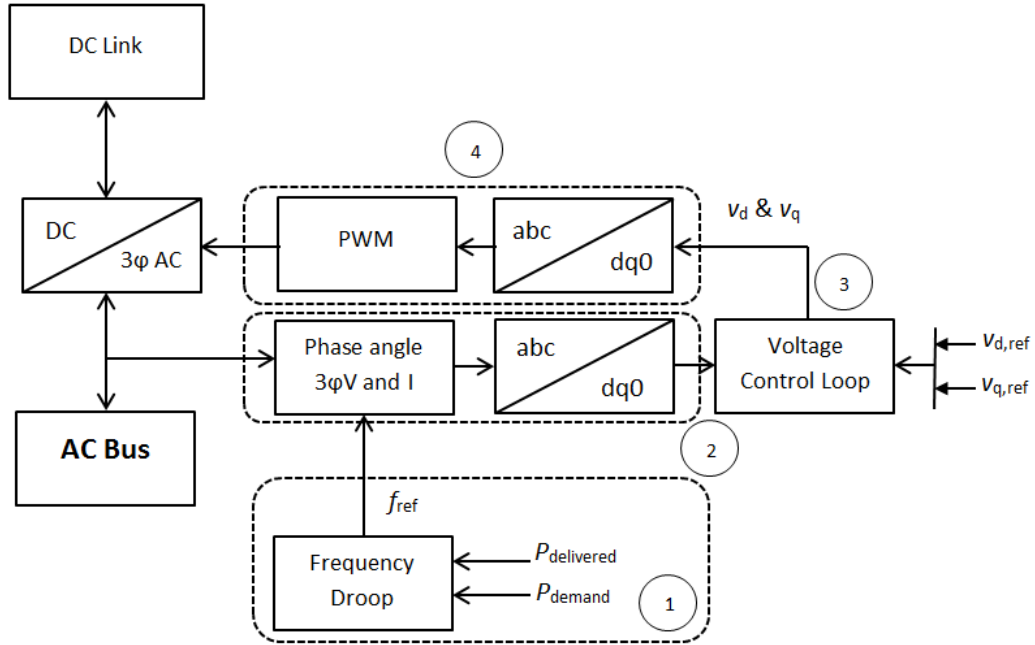 DC Link
4
DC
3φ AC
PWM
abc
dq0
vd & vq
3
Phase angle
3φV and I
abc
dq0
Voltage
Control Loop
vd,ref
vq,ref
AC Bus
2
fref
Frequency
Droop
Pdelivered
Pdemand
1